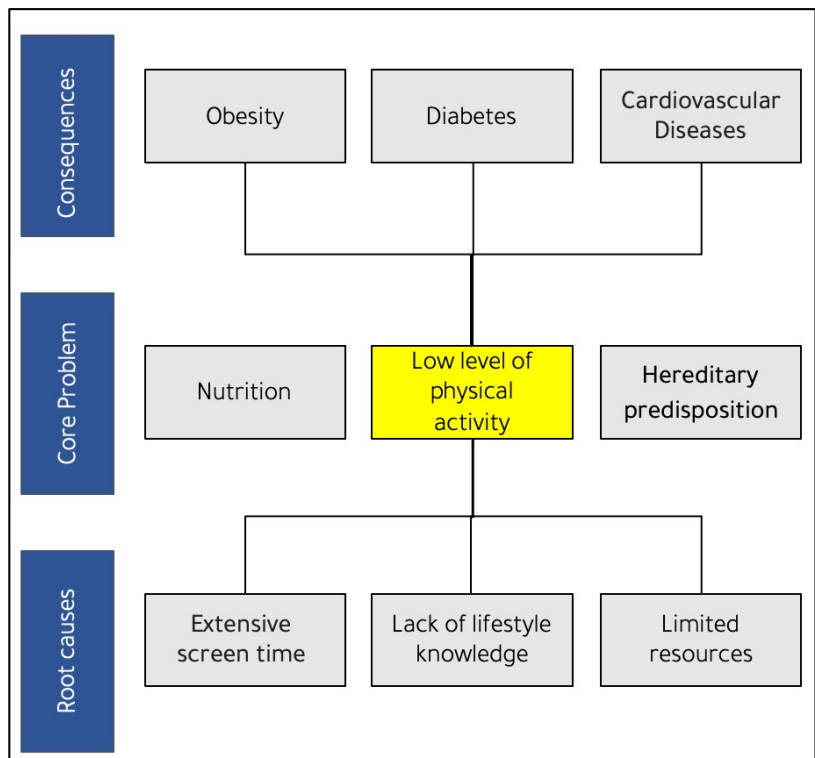 Consequences
Obesity
Diabetes
Cardiovascular
Diseases
Core Problem
Nutrition
Low level of
physical
activity
Hereditary
predisposition
Root causes
Extensive
screen time
Lack of lifestyle
knowledge
Limited
resources